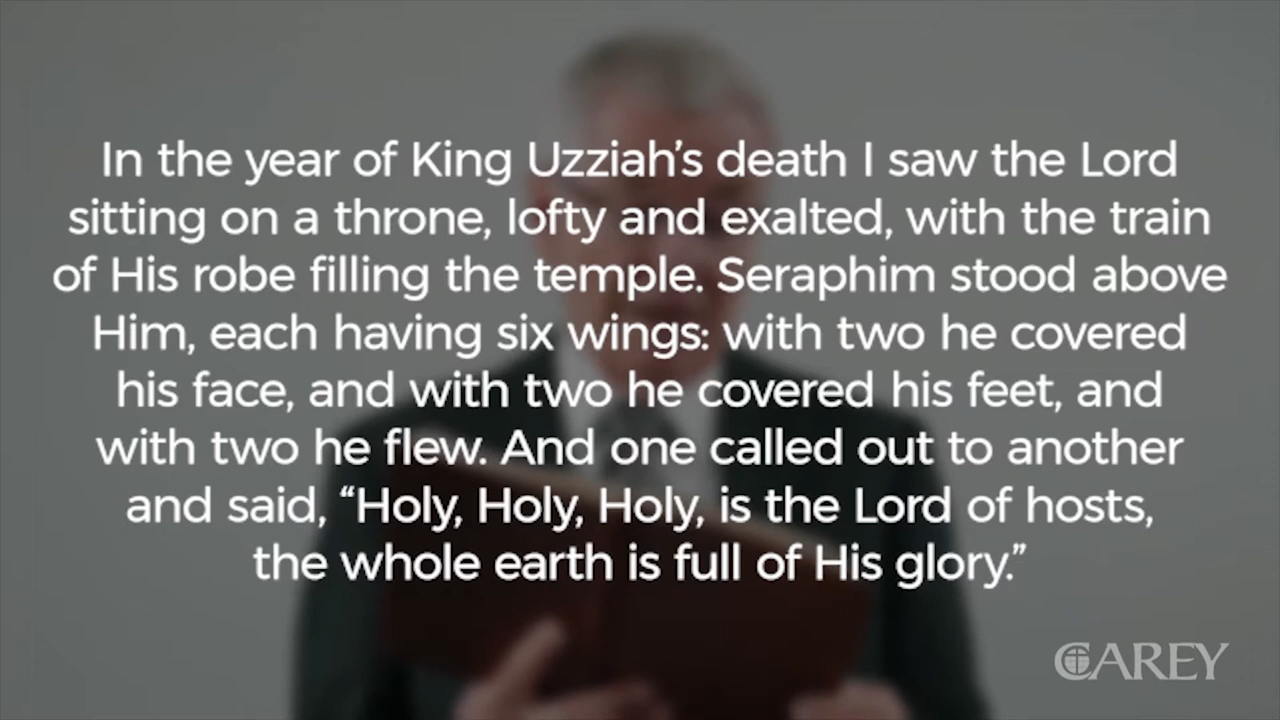 In the year of King Uzziah’s death I saw the Lord
sitting on a throne, lofty and exalted, with the train
of His robe filling the temple. Seraphim stood above
Him, each having six wings: with two he covered
his face, and with two he covered his feet, and
with two he flew. And one called out to another
and said, “Holy, Holy, Holy, is the Lord of hosts,
the whole earth is full of His glory.”
CAREY